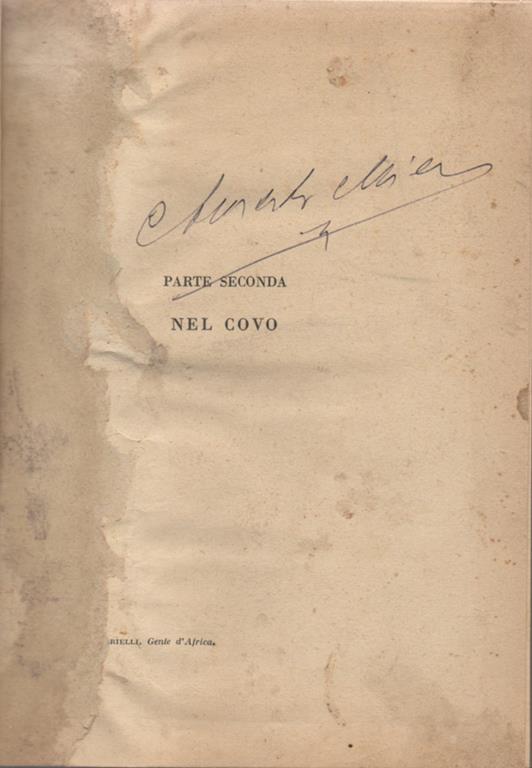 PARTE SECONDA
NEL COVO
RIELLI, Gente d'Africa.